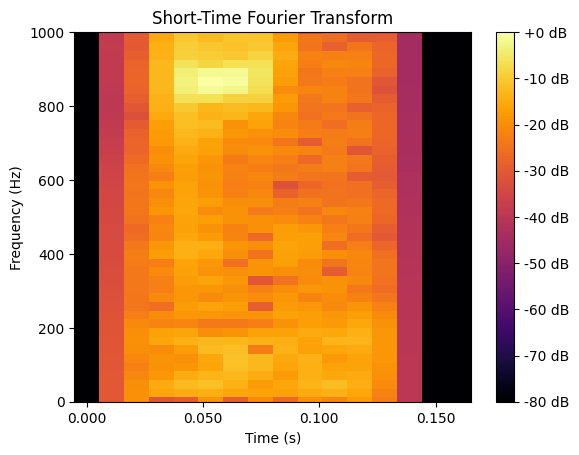 Short-Time Fourier Transform
1000
800
600
400
200
0
Frequency (Hz)
0.000
0.050
0.100
0.150
Time (s)
+0 dB
-10 dB
-20 dB
-30 dB
-40 dB
-50 dB
-60 dB
-70 dB
-80 dB